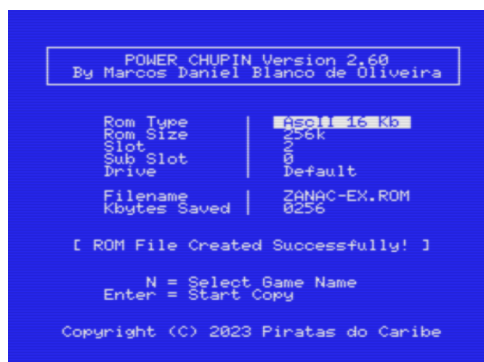 POWER CHUPIN Version 2.60
By Marcos Daniel Blanco de Oliveira
Rom Type | AscII 16 Kb
Rom Size | 256k
Slot | 2
Sub Slot | 0
Drive | Default
Filename | ZANAC-EX.ROM
Kbytes Saved | 0256
[ ROM File Created Successfully! ]
N = Select Game Name
Enter = Start Copy
Copyright (C) 2023 Piratas do Caribe